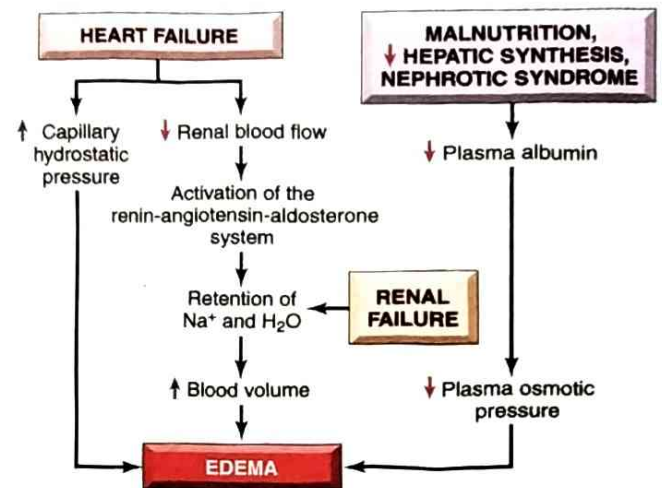 HEART FAILURE
MALNUTRITION,
↓ HEPATIC SYNTHESIS,
NEPHROTIC SYNDROME
↑ Capillary
hydrostatic
pressure
↓ Renal blood flow
↓ Plasma albumin
Activation of the
renin-angiotensin-aldosterone
system
Retention of
Na⁺ and H₂O
RENAL
FAILURE
↑ Blood volume
↓ Plasma osmotic
pressure
EDEMA